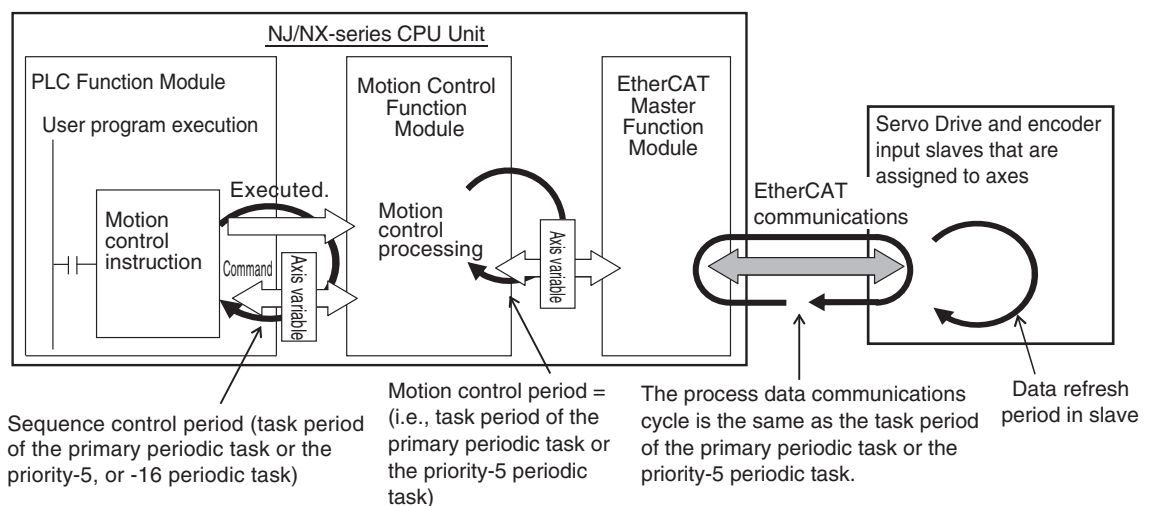 NJ/NX-series CPU Unit
PLC Function Module
User program execution
Motion
control
instruction
Executed.
Command
Axis variable
Motion Control
Function
Module
Motion
control
processing
Axis variable
EtherCAT
Master
Function
Module
EtherCAT
communications
Servo Drive and encoder
input slaves that are
assigned to axes
Sequence control period (task period
of the primary periodic task or the
priority-5, or -16 periodic task)
Motion control period =
(i.e., task period of the
primary periodic task or
the priority-5 periodic
task)
The process data communications
cycle is the same as the task period
of the primary periodic task or the
priority-5 periodic task.
Data refresh
period in slave